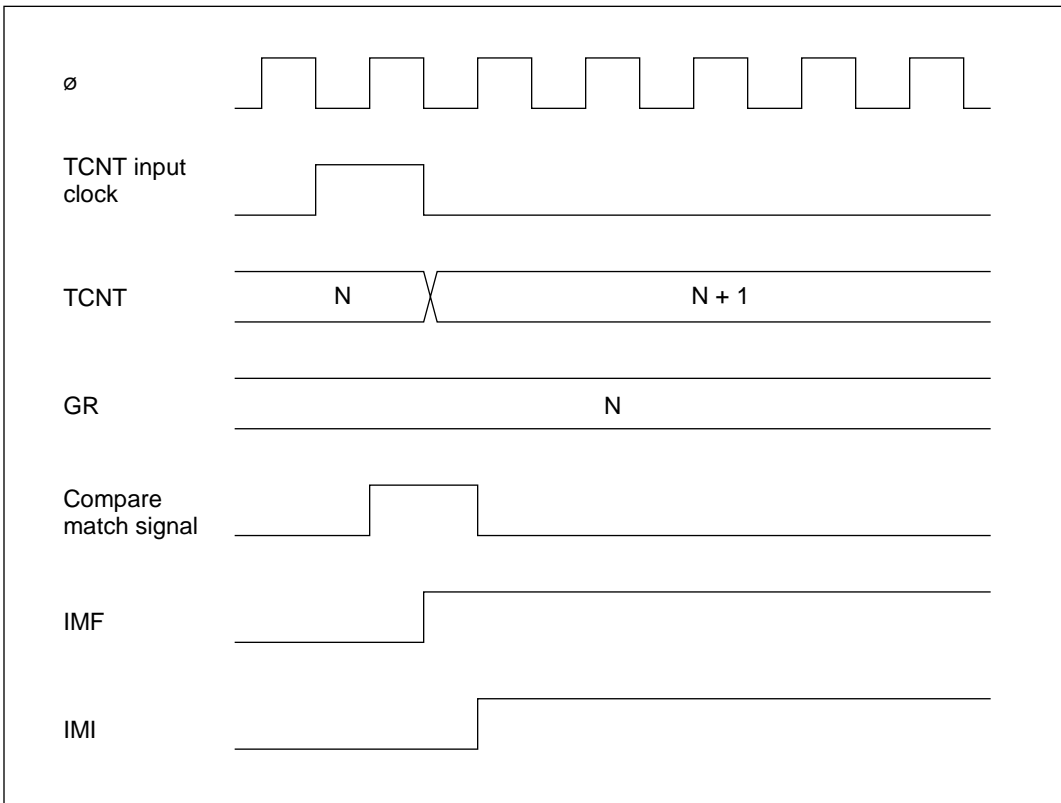 ø
TCNT input
clock
TCNT
N
N + 1
GR
N
Compare
match signal
IMF
IMI